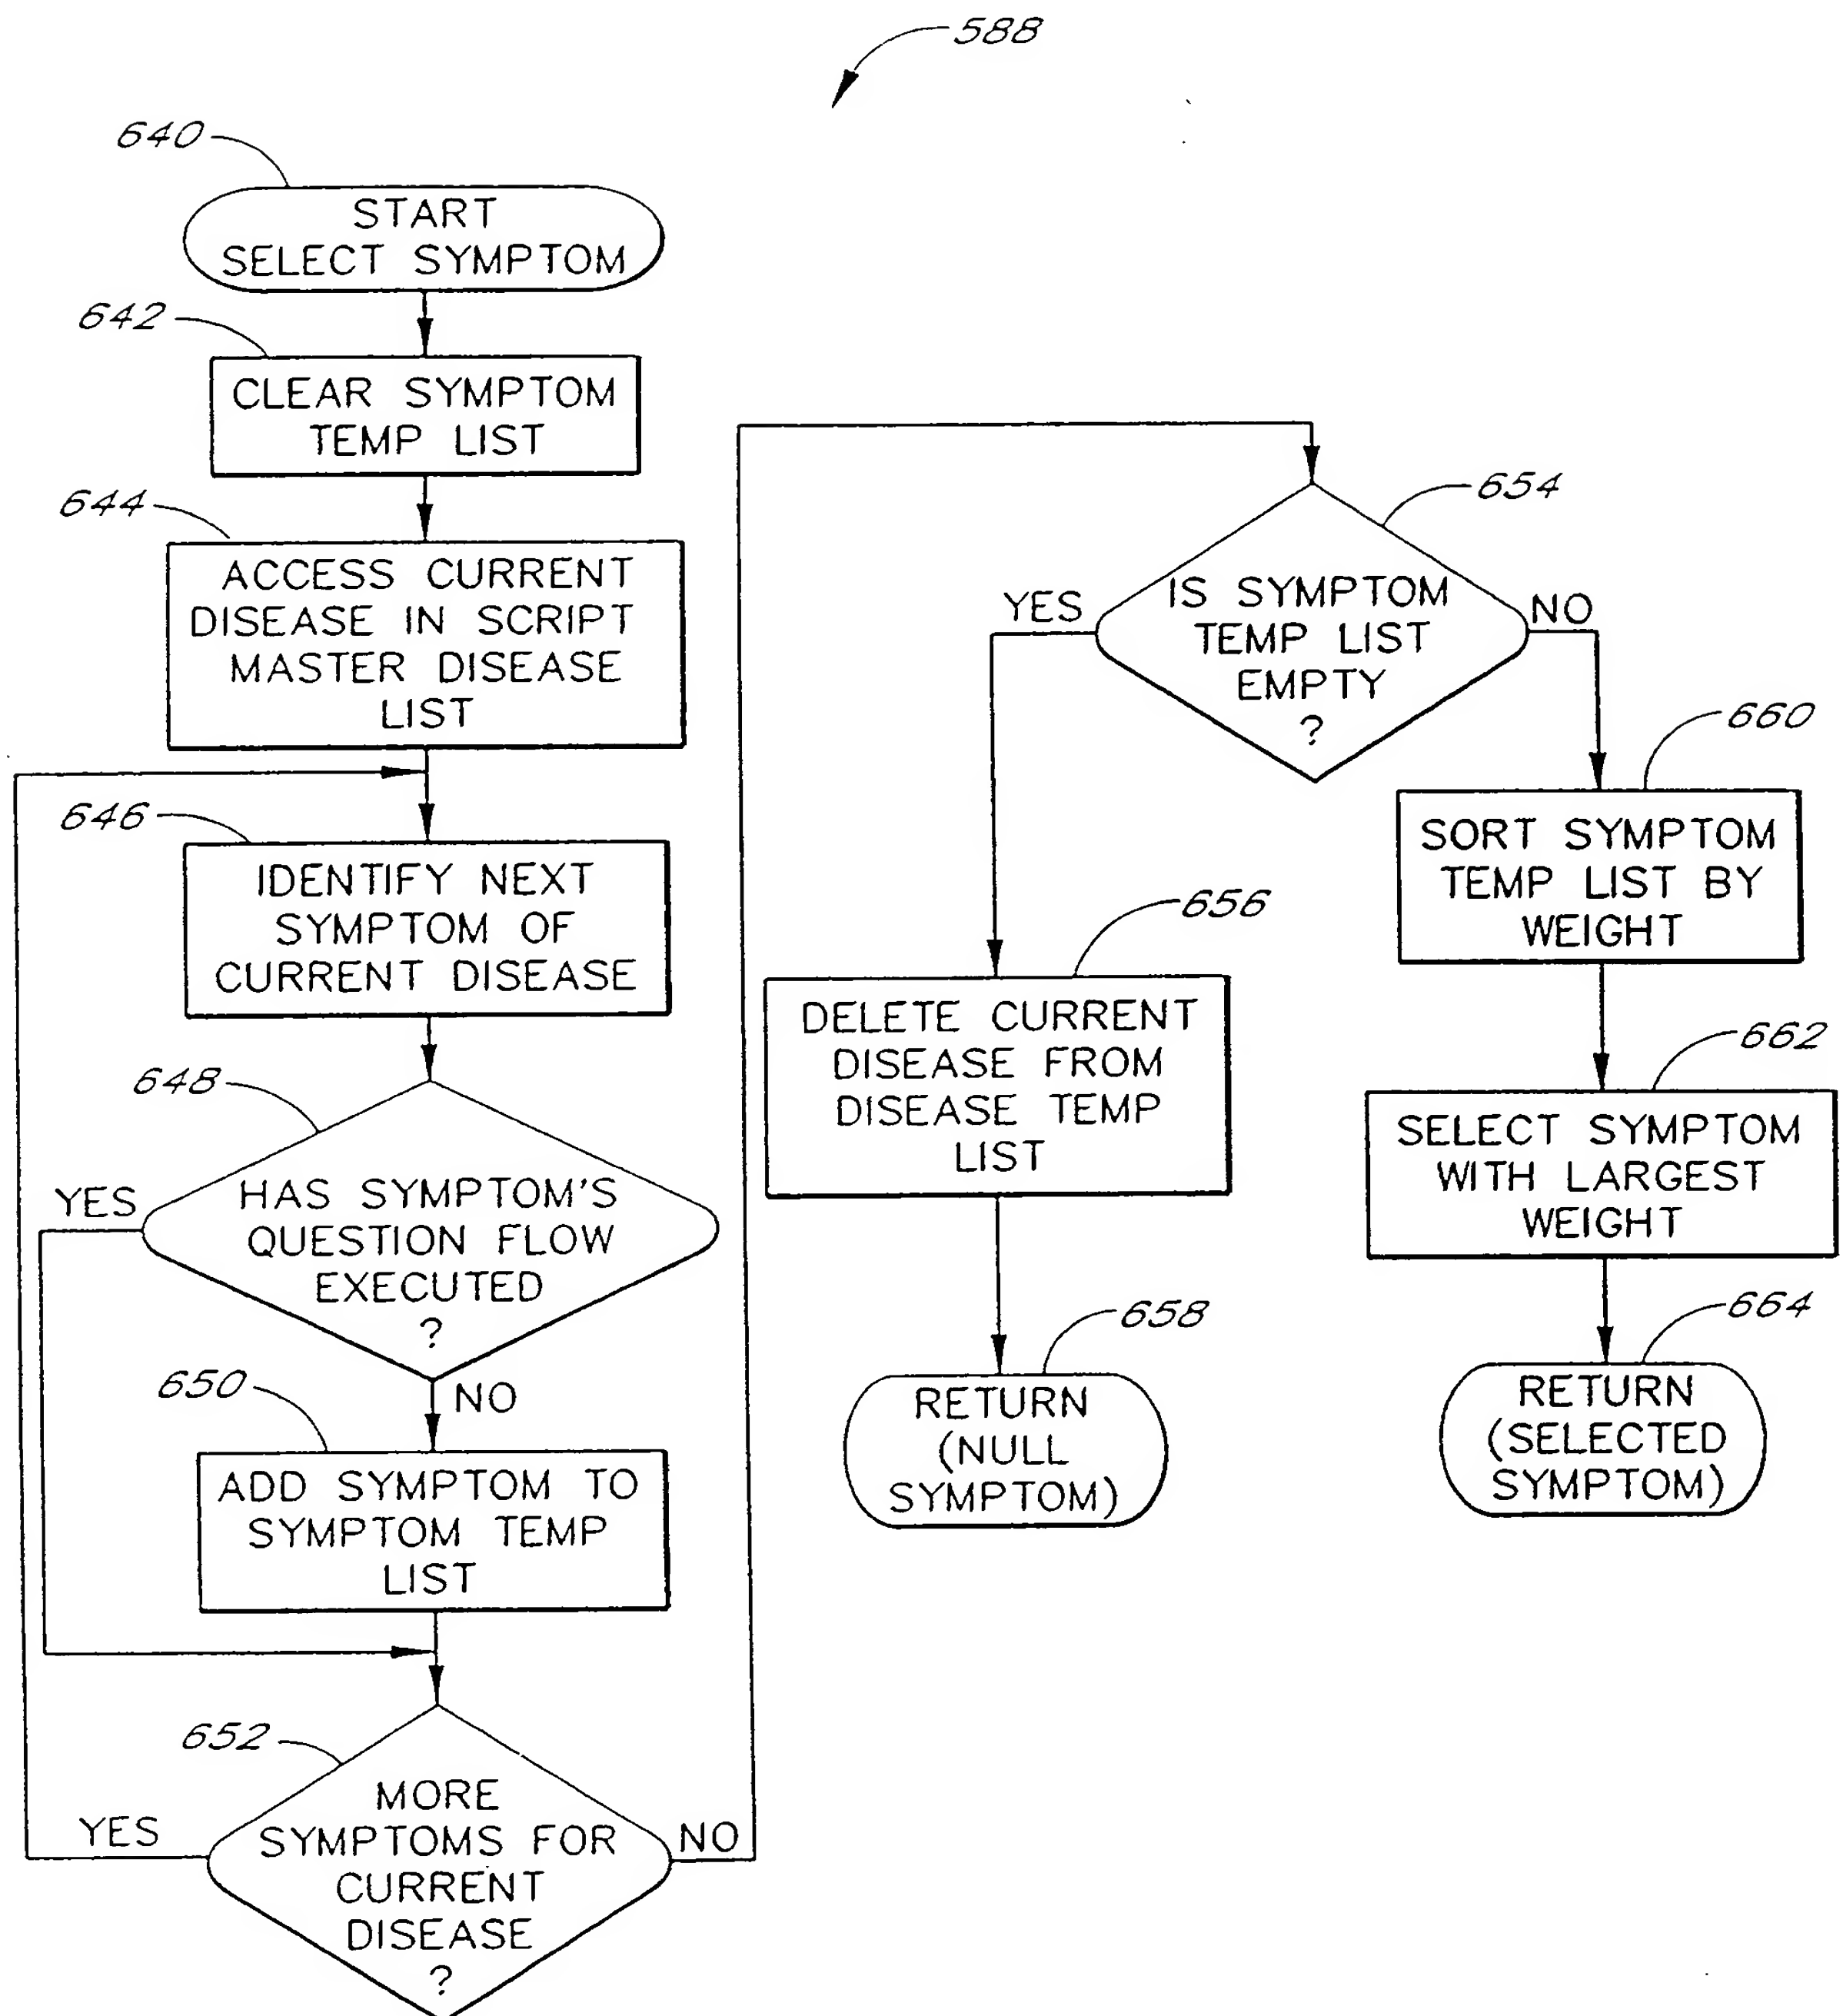 588
640
START
SELECT SYMPTOM
642
CLEAR SYMPTOM
TEMP LIST
644
ACCESS CURRENT
DISEASE IN SCRIPT
MASTER DISEASE
LIST
646
IDENTIFY NEXT
SYMPTOM OF
CURRENT DISEASE
648
YES
HAS SYMPTOM'S
QUESTION FLOW
EXECUTED
?
650
NO
ADD SYMPTOM TO
SYMPTOM TEMP
LIST
652
YES
MORE
SYMPTOMS FOR
CURRENT
DISEASE
?
NO
654
YES
IS SYMPTOM
TEMP LIST
EMPTY
?
NO
656
DELETE CURRENT
DISEASE FROM
DISEASE TEMP
LIST
658
RETURN
(NULL
SYMPTOM)
660
SORT SYMPTOM
TEMP LIST BY
WEIGHT
662
SELECT SYMPTOM
WITH LARGEST
WEIGHT
664
RETURN
(SELECTED
SYMPTOM)